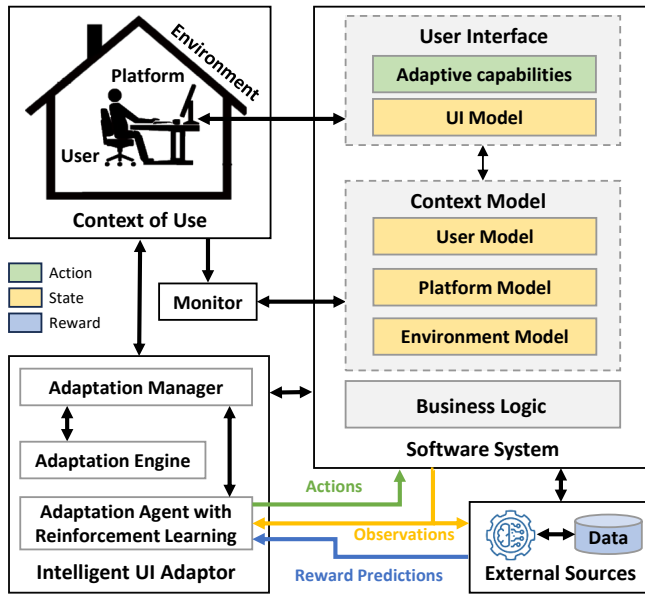 Environment
Platform
User
Context of Use
Action
State
Reward
Monitor
User Interface
Adaptive capabilities
UI Model
Context Model
User Model
Platform Model
Environment Model
Business Logic
Software System
Adaptation Manager
Adaptation Engine
Adaptation Agent with
Reinforcement Learning
Intelligent UI Adaptor
Actions
Observations
Reward Predictions
Data
External Sources